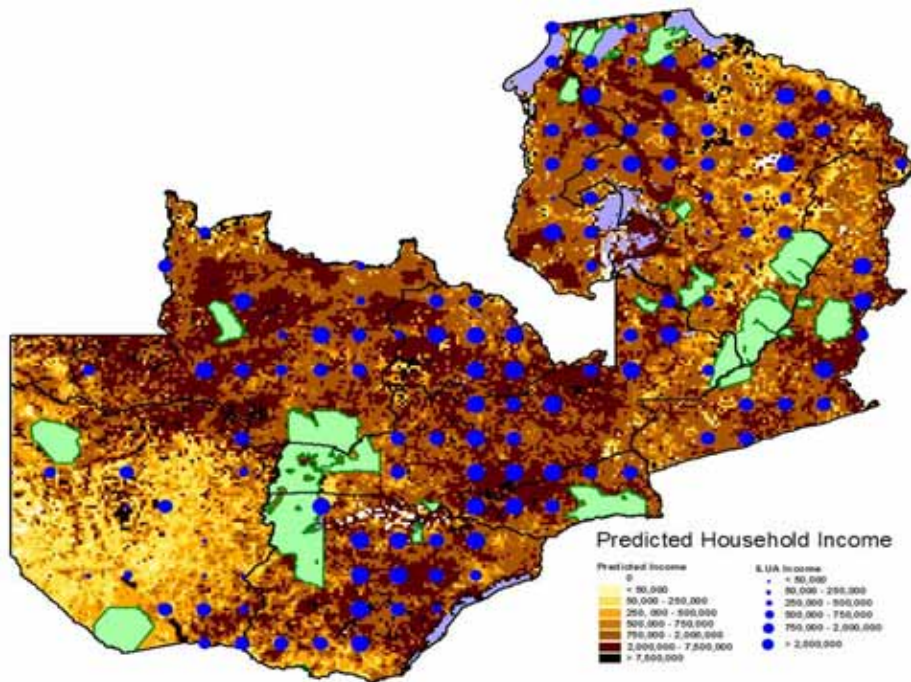 Predicted Household Income
Predicted Income
0
< 50,000
50,000 - 250,000
250, 000 - 500,000
500,000 - 750,000
750,000 - 2,000,000
2,000,000 - 7,500,000
> 7,500,000
ILUA Income
< 50,000
50,000 - 250,000
250,000 - 500,000
500,000 - 750,000
750,000 - 2,000,000
> 2,000,000